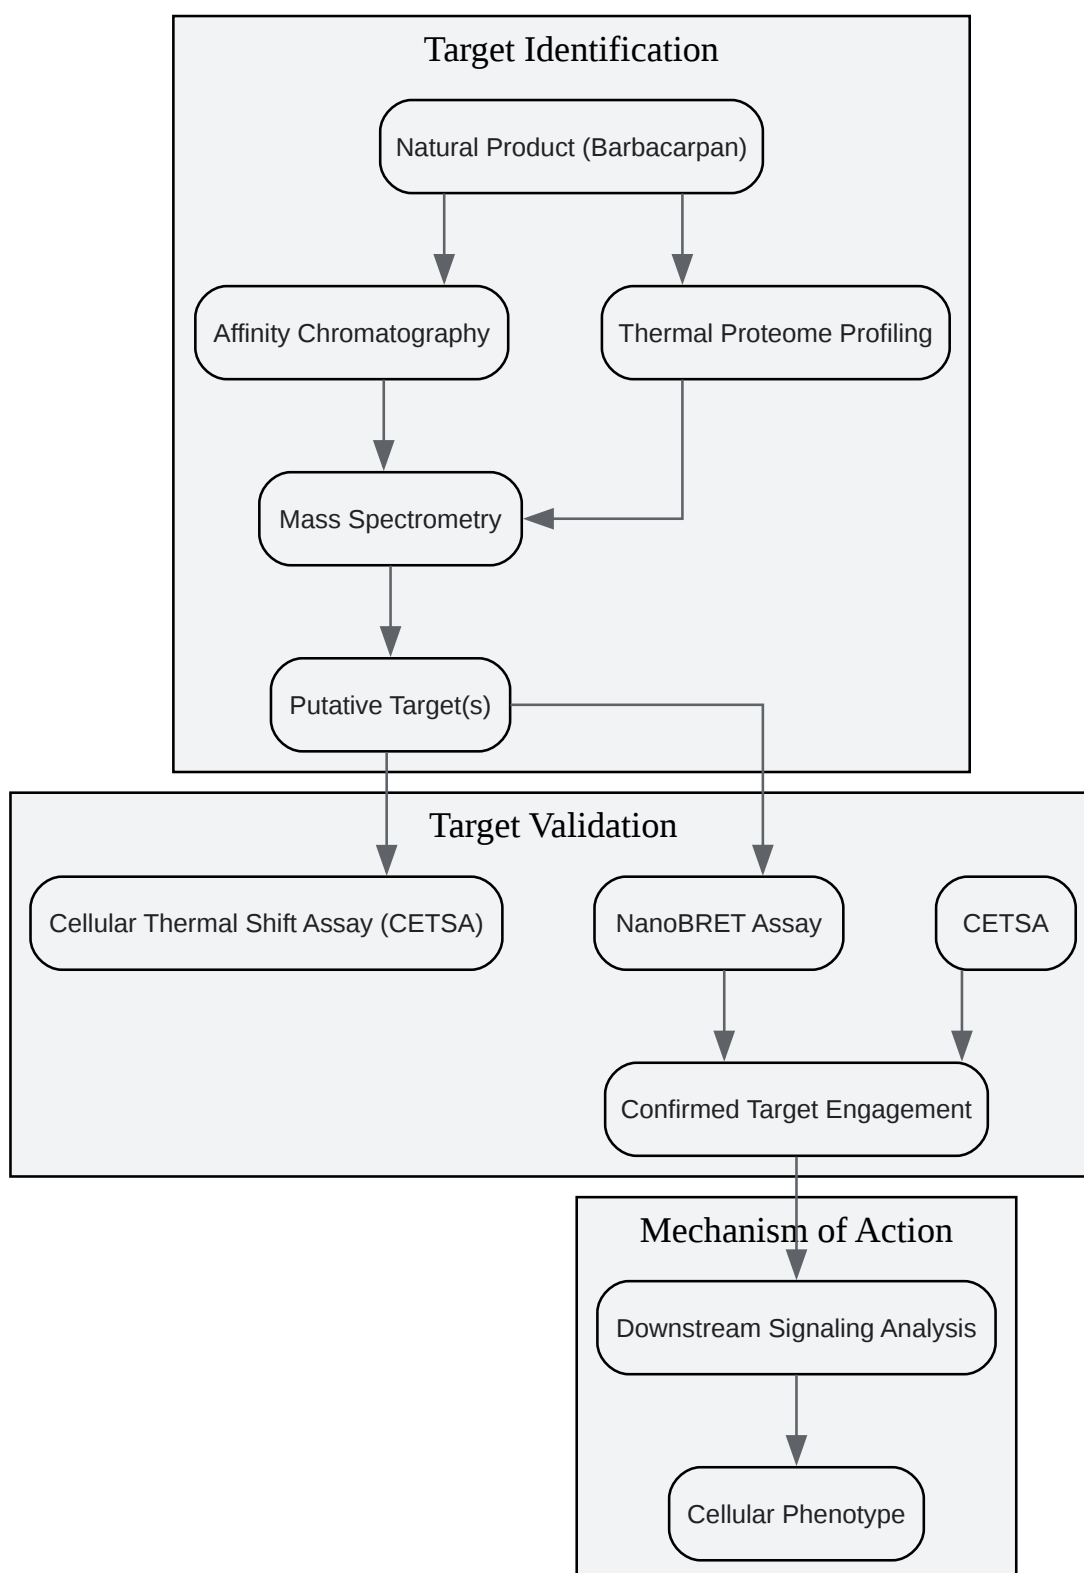 Target Identification
Natural Product (Barbacarpan)
Affinity Chromatography
Thermal Proteome Profiling
Mass Spectrometry
Putative Target(s)
Target Validation
Cellular Thermal Shift Assay (CETSA)
NanoBRET Assay
CETSA
Confirmed Target Engagement
Mechanism of Action
Downstream Signaling Analysis
Cellular Phenotype